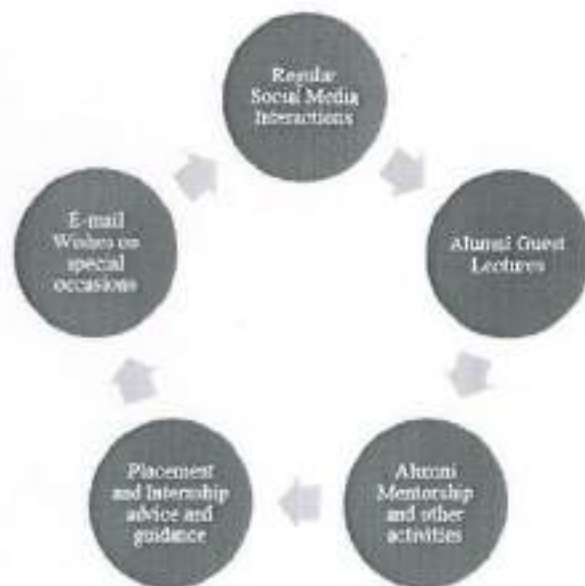 Regular
Social Media
Interactions
Alumni Guest
Lectures
Alumni
Mentorship
and other
activities
Placement
and Internship
advice and
guidance
E-mail
Wishes on
special
occasions